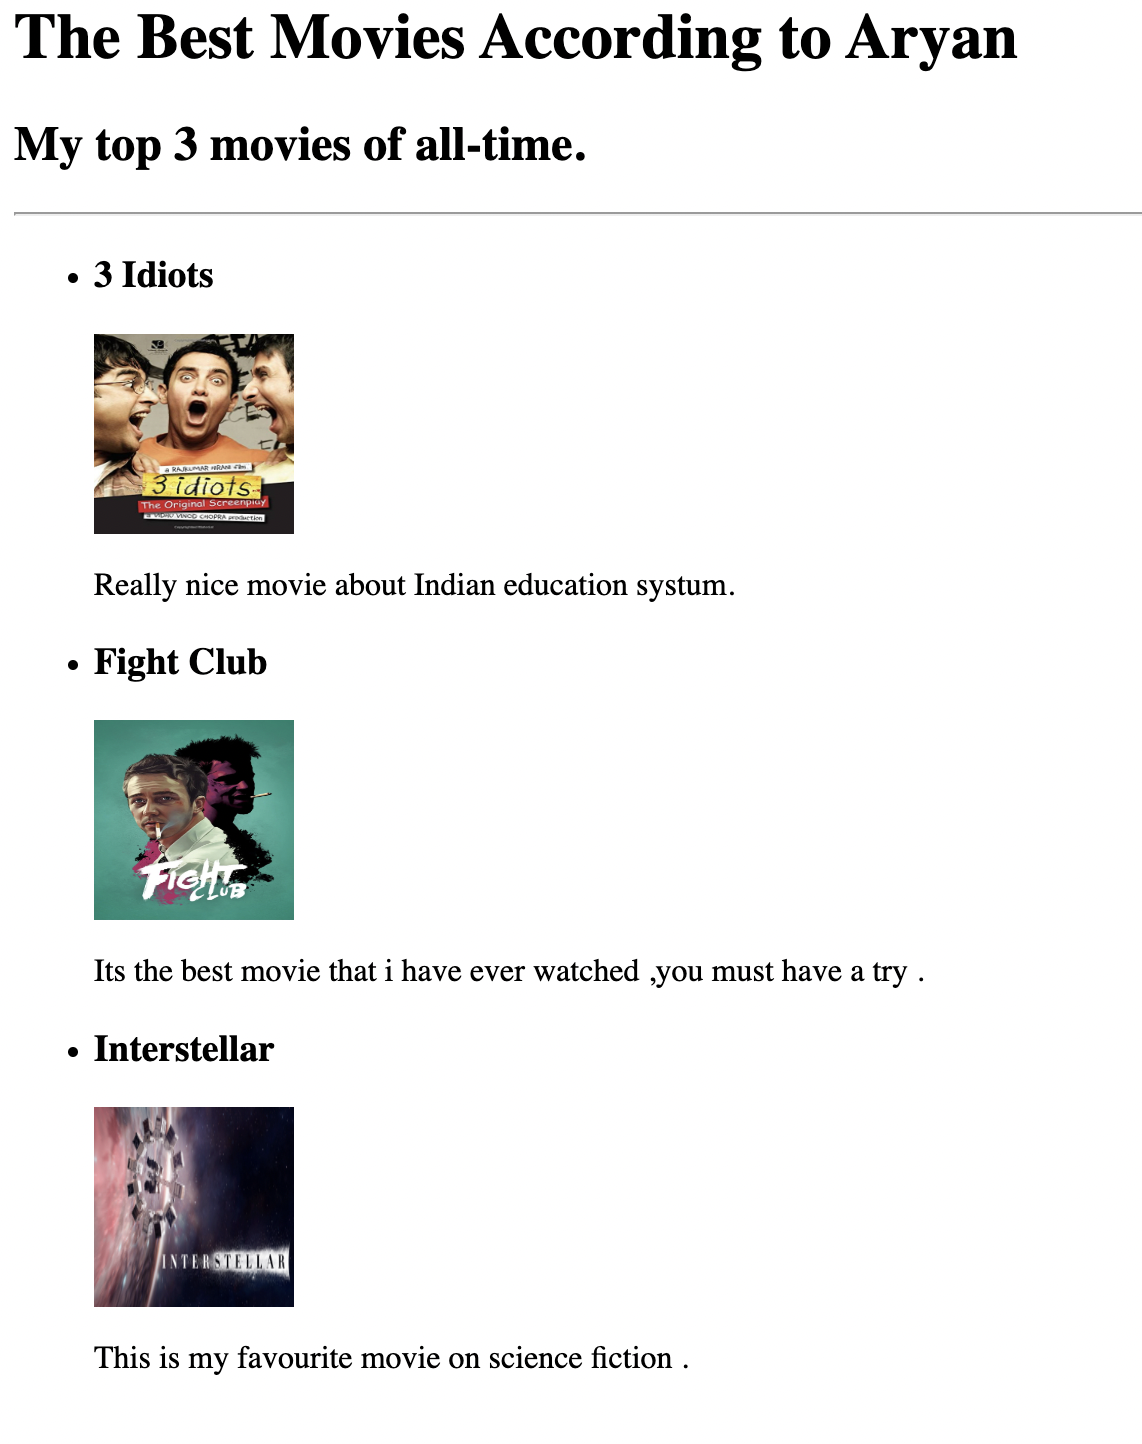 The Best Movies According to Aryan
My top 3 movies of all-time.
3 Idiots
a RAJKUMAR HIRANI film
3 idiots
The Original Screenplay
a VIDHU VINOD CHOPRA production
Really nice movie about Indian education systum.
Fight Club
FIGHT
CLUB
Its the best movie that i have ever watched ,you must have a try .
Interstellar
INTERSTELLAR
This is my favourite movie on science fiction .